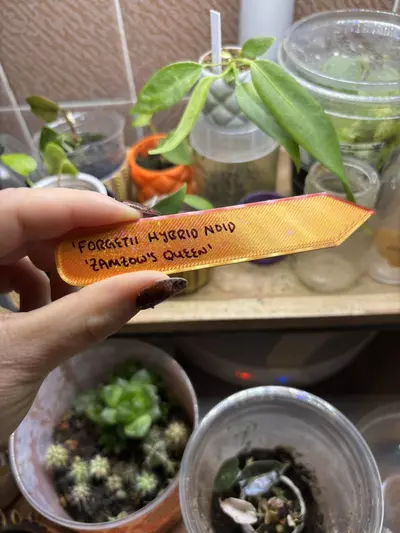 'FORGETII HYBRID NOID
'ZAMZOW'S QUEEN'